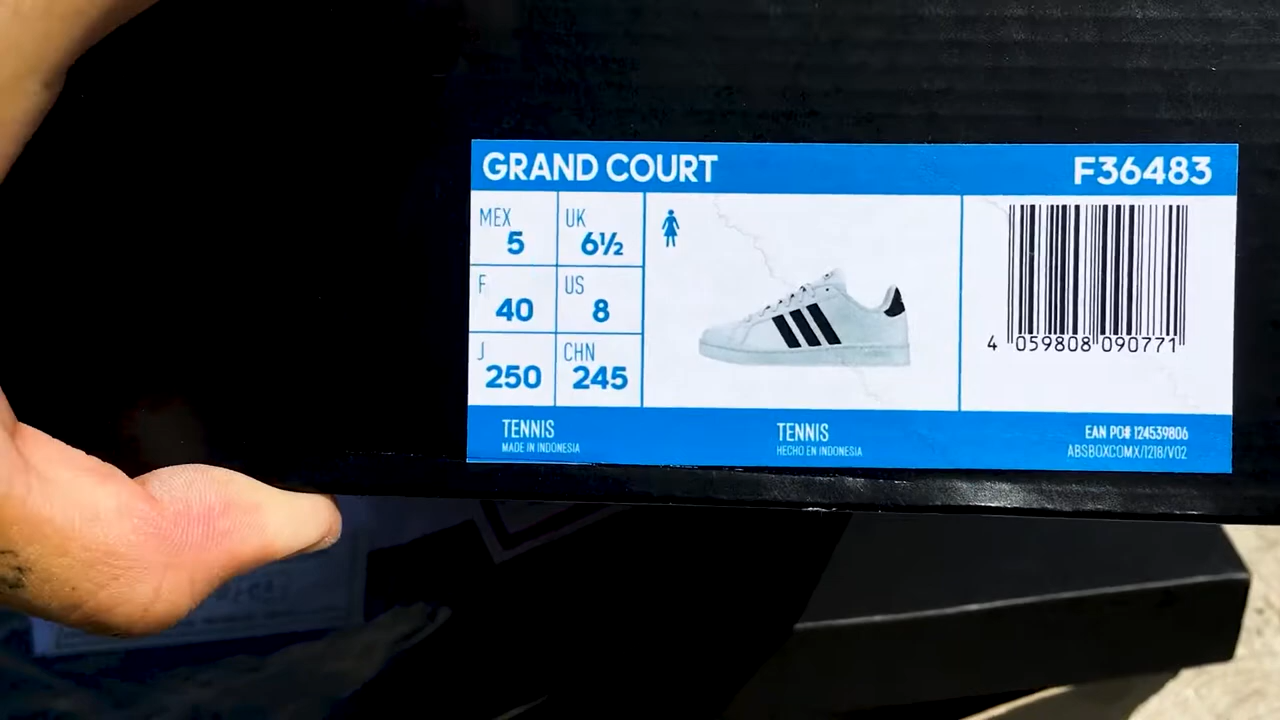 GRAND COURT F36483
MEX UK
5 6½
F US
40 8
J CHN
250 245
4 059808 090771
TENNIS
MADE IN INDONESIA
TENNIS
HECHO EN INDONESIA
EAN PO# 124539806
ABSBOXCOMX/1218/V02